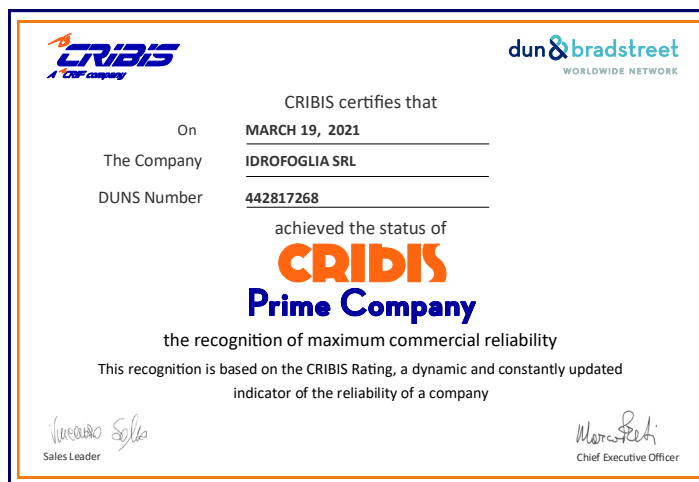 CRIBIS
A CRIF company
dun & bradstreet
WORLDWIDE NETWORK
CRIBIS certifies that
On MARCH 19, 2021
The Company IDROFOGLIA SRL
DUNS Number 442817268
achieved the status of
CRIBIS
Prime Company
the recognition of maximum commercial reliability
This recognition is based on the CRIBIS Rating, a dynamic and constantly updated
indicator of the reliability of a company
Sales Leader
Marco Preti
Chief Executive Officer